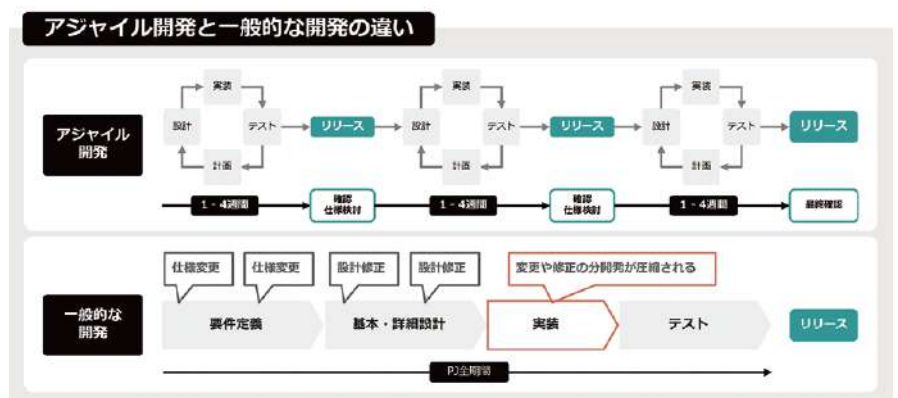 アジャイル開発と一般的な開発の違い
アジャイル
開発
実装
設計
テスト
計画
リリース
実装
設計
テスト
計画
リリース
実装
設計
テスト
計画
リリース
1 - 4週間
確認
仕様検討
1 - 4週間
確認
仕様検討
1 - 4週間
最終確認
一般的な
開発
仕様変更
仕様変更
設計修正
設計修正
変更や修正の分開発が圧縮される
要件定義
基本・詳細設計
実装
テスト
リリース
PJ全期間